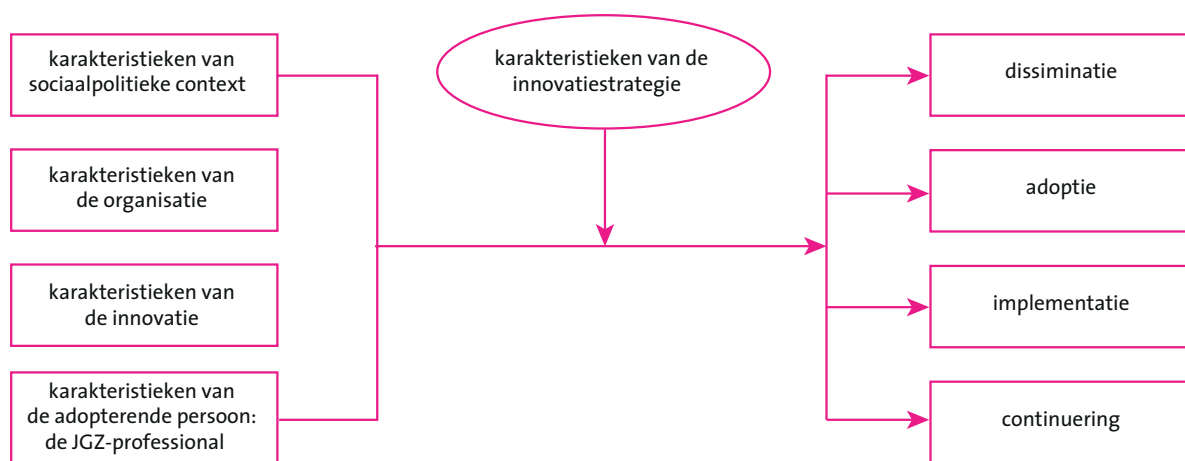 karakteristieken van
sociaalpolitieke context
karakteristieken van
de organisatie
karakteristieken van
de innovatie
karakteristieken van
de adopterende persoon:
de JGZ-professional
karakteristieken van de
innovatiestrategie
dissiminatie
adoptie
implementatie
continuering